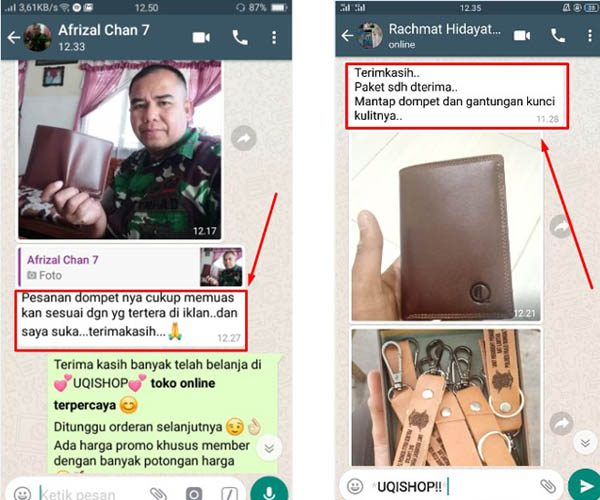 3,61KB/s
12.50
87%
Afrizal Chan 7
12.33
12.17
Afrizal Chan 7
Foto
Pesanan dompet nya cukup memuas
kan sesuai dgn yg tertera di iklan..dan
saya suka...terimakasih...🙏
12.27
Terima kasih banyak telah belanja di
💕UQISHOP💕 toko online
terpercaya 😊
Ditunggu orderan selanjutnya 😉👌
Ada harga promo khusus member
dengan banyak potongan harga
Ketik pesan
12.35
Rachmat Hidayat...
online
Terimkasih..
Paket sdh dterima..
Mantap dompet dan gantungan kunci
kulitnya..
11.28
12.21
UQISHOP!!